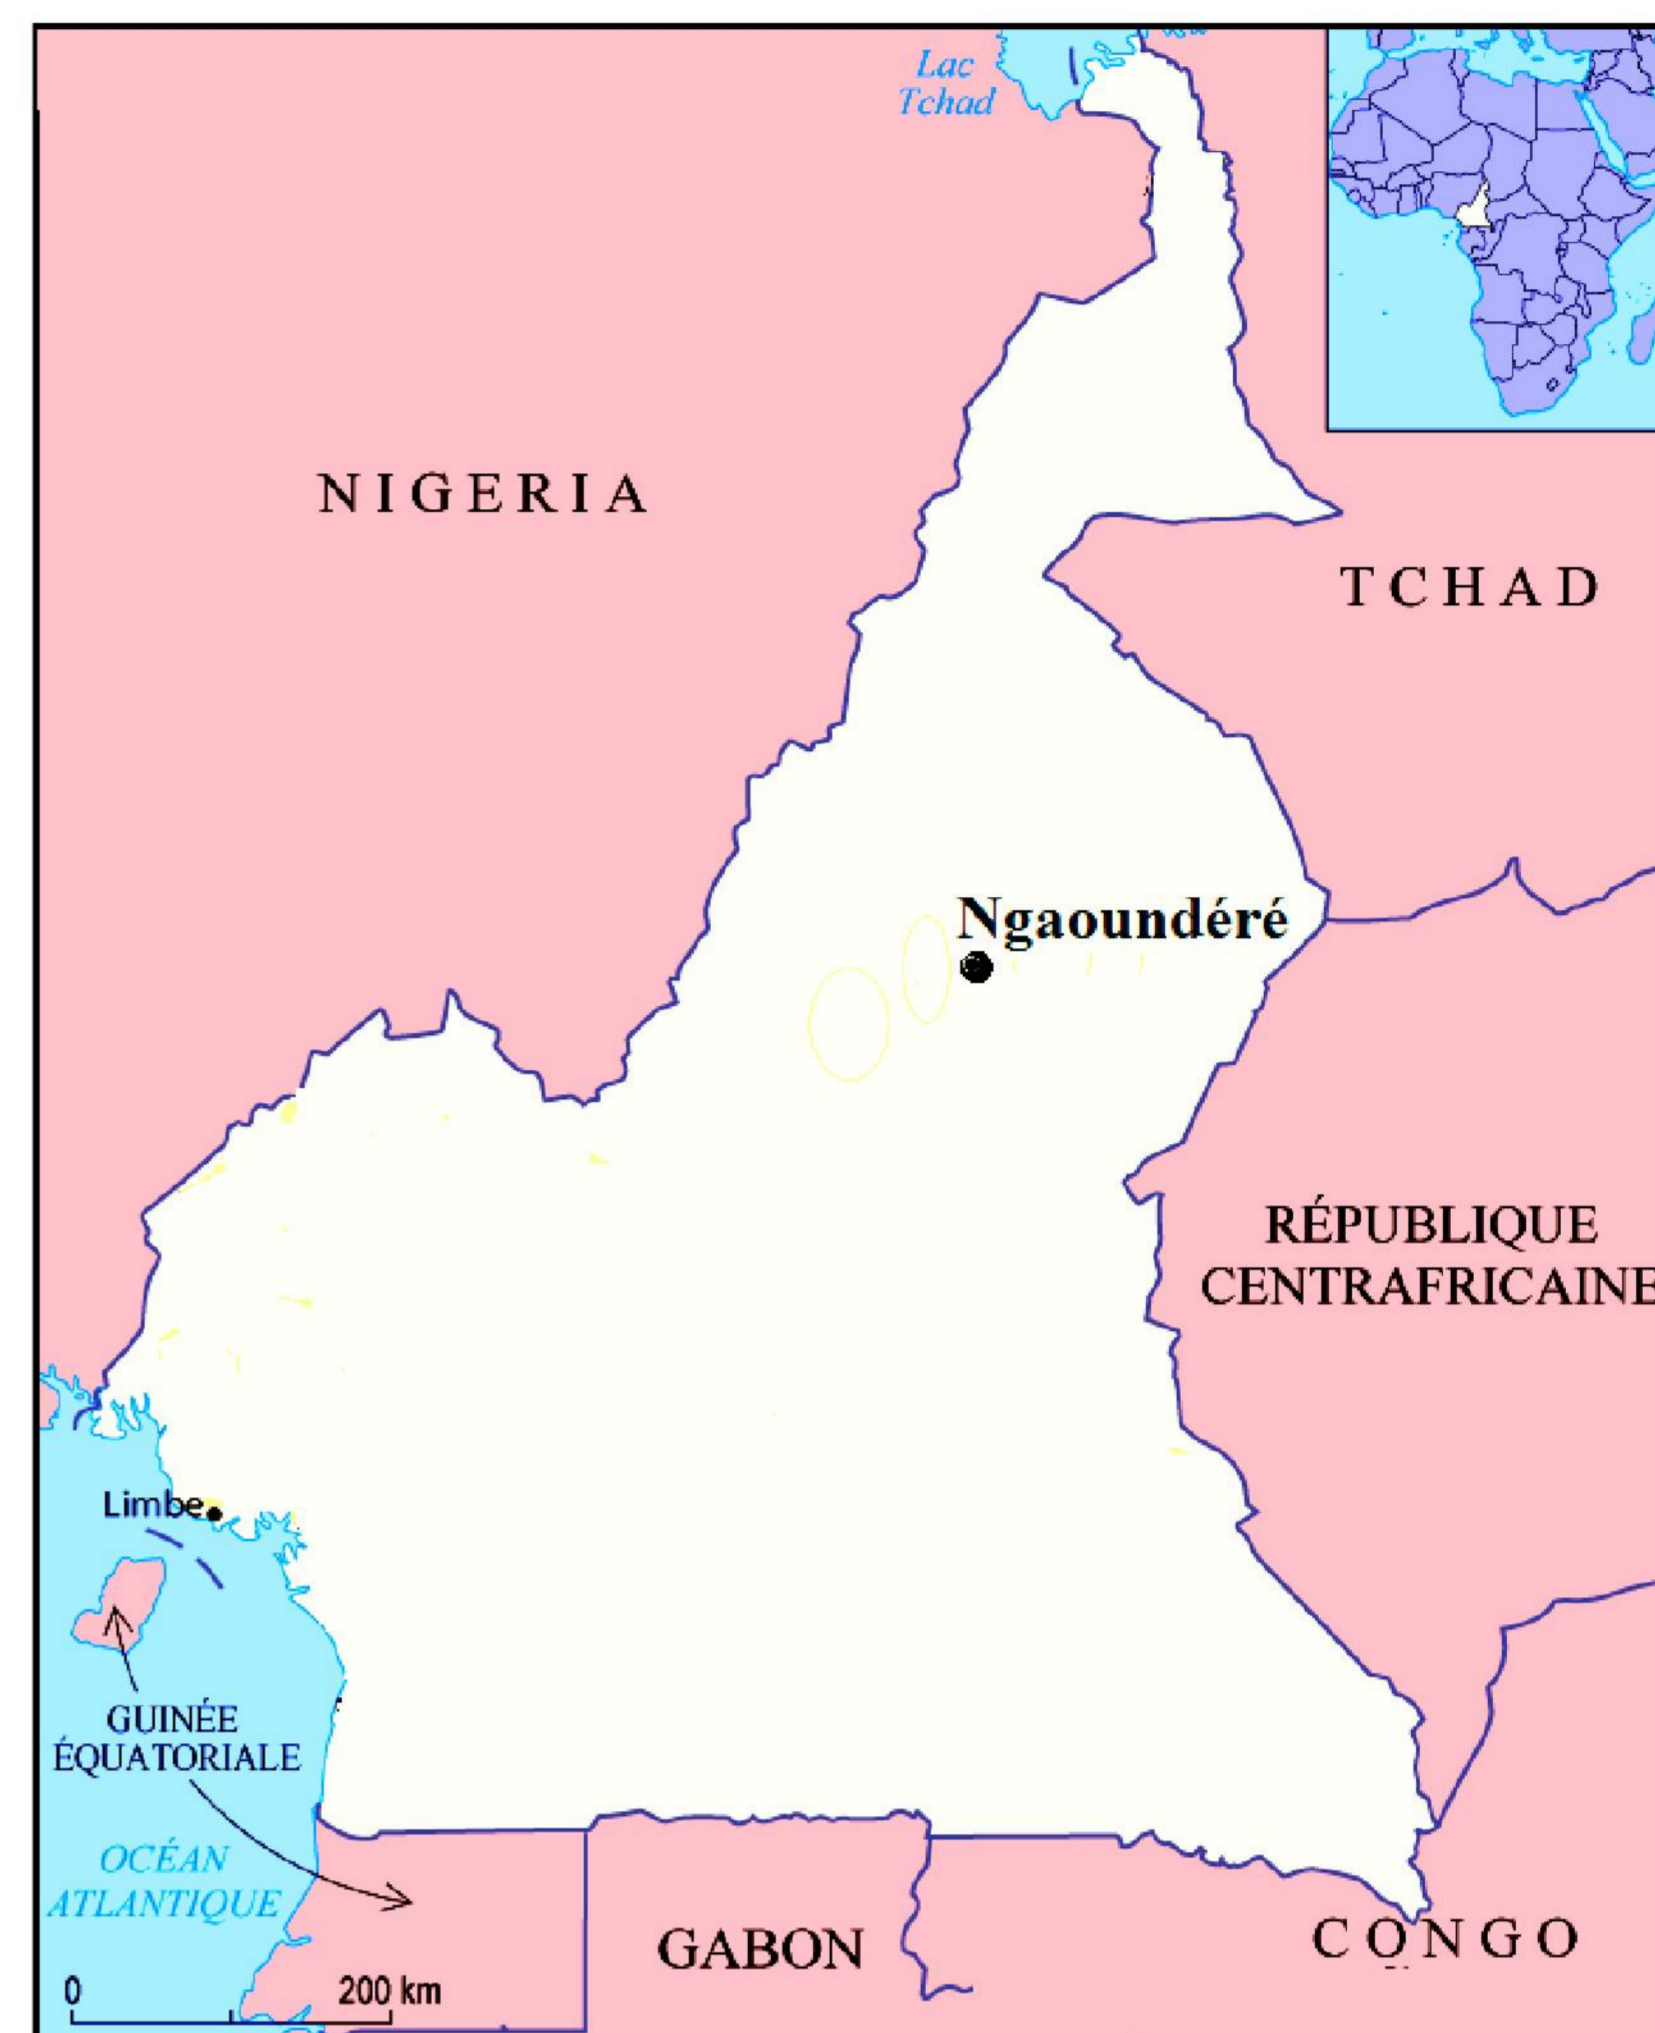 Lac
Tchad
NIGERIA
TCHAD
Ngaoundéré
RÉPUBLIQUE
CENTRAFRICAINE
Limbe
GUINÉE
ÉQUATORIALE
OCÉAN
ATLANTIQUE
GABON
CONGO
0 200 km